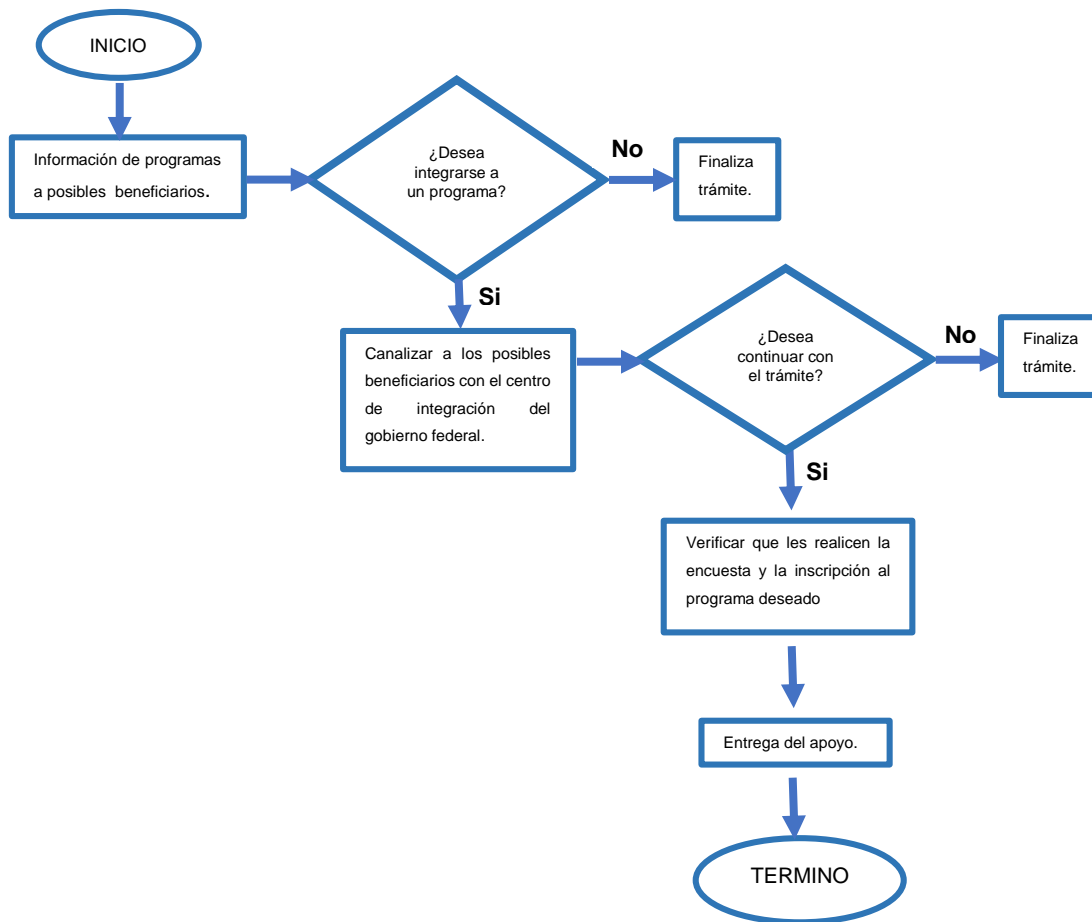 INICIO
Información de programas
a posibles beneficiarios.
¿Desea
integrarse a
un programa?
No
Finaliza
trámite.
Si
Canalizar a los posibles
beneficiarios con el centro
de integración del
gobierno federal.
¿Desea
continuar con
el trámite?
No
Finaliza
trámite.
Si
Verificar que les realicen la
encuesta y la inscripción al
programa deseado
Entrega del apoyo.
TERMINO